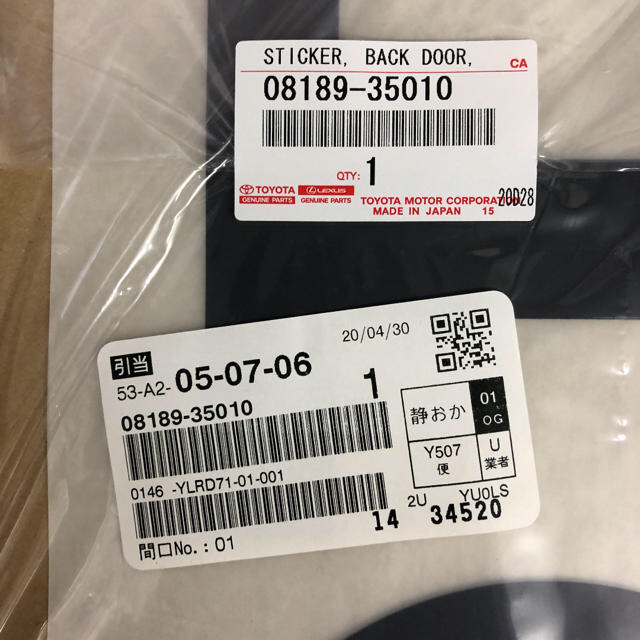 STICKER, BACK DOOR,
CA
08189-35010
QTY: 1
TOYOTA LEXUS
GENUINE PARTS GENUINE PARTS
TOYOTA MOTOR CORPORATION
MADE IN JAPAN 15 20D28
20/04/30
引当
53-A2-05-07-06
1
08189-35010
静おか 01 OG
0146 -YLRD71-01-001
Y507 便
U 業者
2U YU0LS
14 34520
間口No.: 01